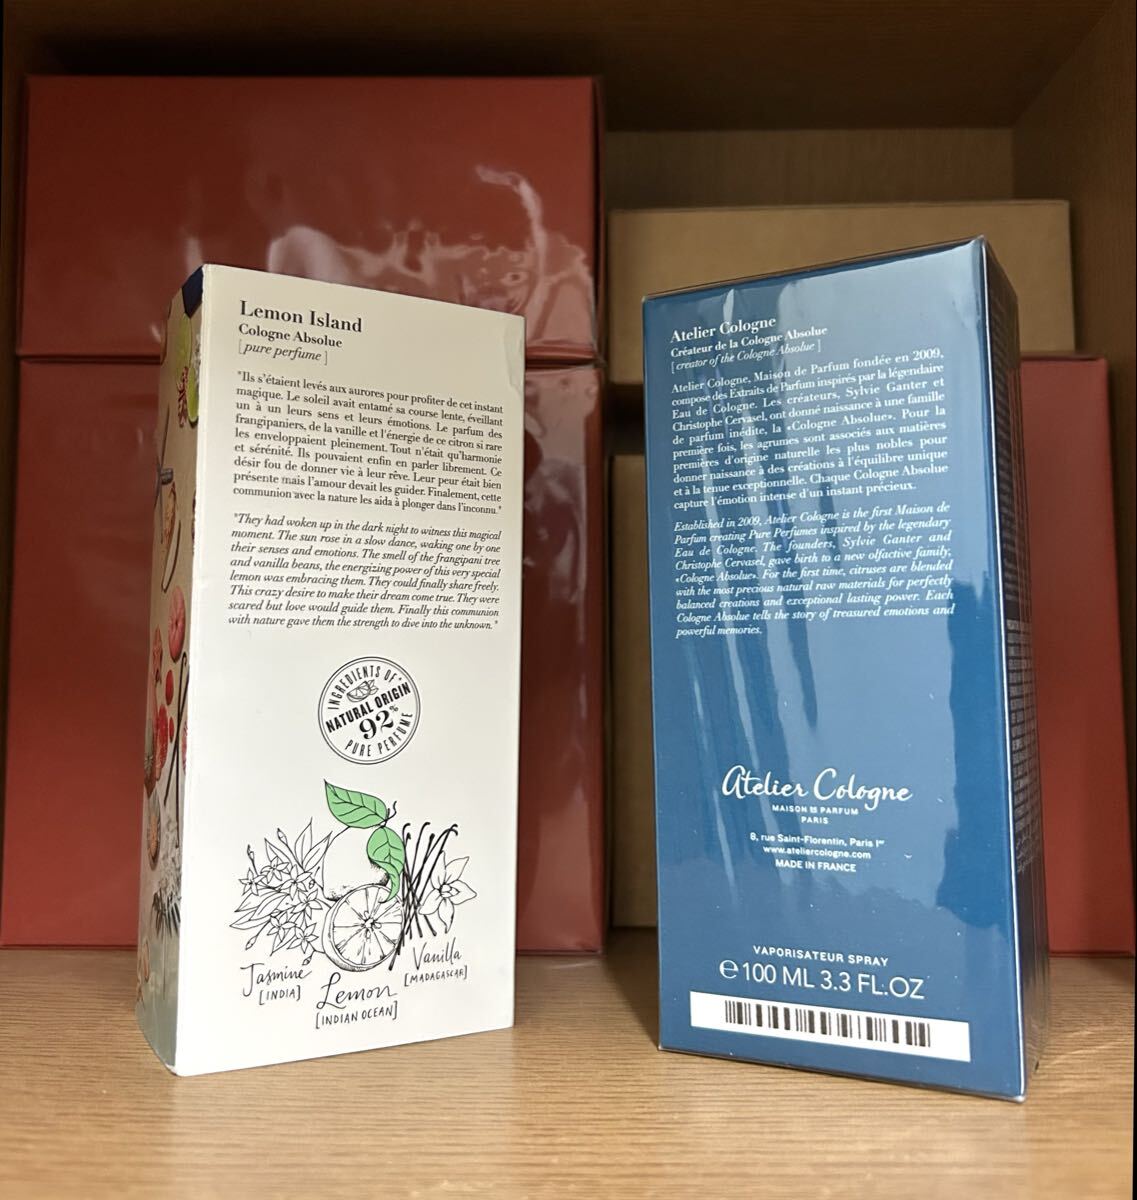 Lemon Island
Cologne Absolue
[pure perfume]
"Ils s'étaient levés aux aurores pour profiter de cet instant
magique. Le soleil avait entamé sa course lente, éveillant
un à un leurs sens et leurs émotions. Le parfum des
frangipaniers, de la vanille et l'énergie de ce citron si rare
les enveloppaient pleinement. Tout n'était qu'harmonie
et sérénité. Ils pouvaient enfin en parler librement. Ce
désir fou de donner vie à leur rêve. Leur peur était bien
présente mais l'amour devait les guider. Finalement, cette
communion avec la nature les aida à plonger dans l'inconnu."
"They had woken up in the dark night to witness this magical
moment. The sun rose in a slow dance, waking one by one
their senses and emotions. The smell of the frangipani tree
and vanilla beans, the energizing power of this very special
lemon was embracing them. They could finally share freely.
This crazy desire to make their dream come true. They were
scared but love would guide them. Finally this communion
with nature gave them the strength to dive into the unknown."
INGREDIENTS OF
NATURAL ORIGIN
92%
PURE PERFUME
Jasmine
[INDIA]
Lemon
[INDIAN OCEAN]
Vanilla
[MADAGASCAR]
Atelier Cologne
Créateur de la Cologne Absolue
[creator of the Cologne Absolue]
Atelier Cologne, Maison de Parfum fondée en 2009,
compose des Extraits de Parfum inspirés par la légendaire
Eau de Cologne. Les créateurs, Sylvie Ganter et
Christophe Cervasel, ont donné naissance à une famille
de parfum inédite, la «Cologne Absolue». Pour la
première fois, les agrumes sont associés aux matières
premières d'origine naturelle les plus nobles pour
donner naissance à des créations à l'équilibre unique
et à la tenue exceptionnelle. Chaque Cologne Absolue
capture l'émotion intense d'un instant précieux.
Established in 2009, Atelier Cologne is the first Maison de
Parfum creating Pure Perfumes inspired by the legendary
Eau de Cologne. The founders, Sylvie Ganter and
Christophe Cervasel, gave birth to a new olfactive family,
«Cologne Absolue». For the first time, citruses are blended
with the most precious natural raw materials for perfectly
balanced creations and exceptional lasting power. Each
Cologne Absolue tells the story of treasured emotions and
powerful memories.
Atelier Cologne
MAISON DE PARFUM
PARIS
8, rue Saint-Florentin, Paris Ier
www.ateliercologne.com
MADE IN FRANCE
VAPORISATEUR SPRAY
℮100 ML 3.3 FL.OZ